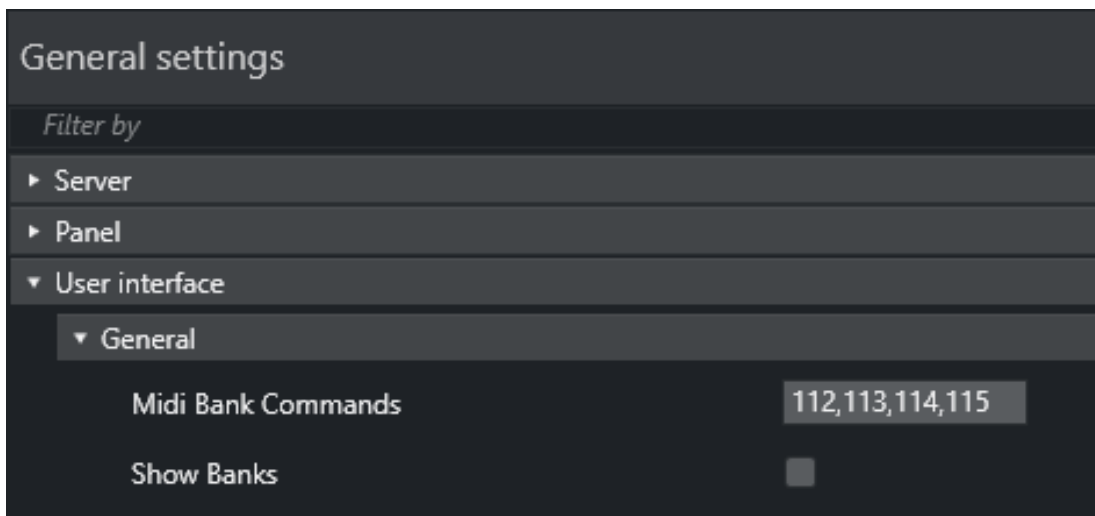 General settings
Filter by
Server
Panel
User interface
General
Midi Bank Commands 112,113,114,115
Show Banks